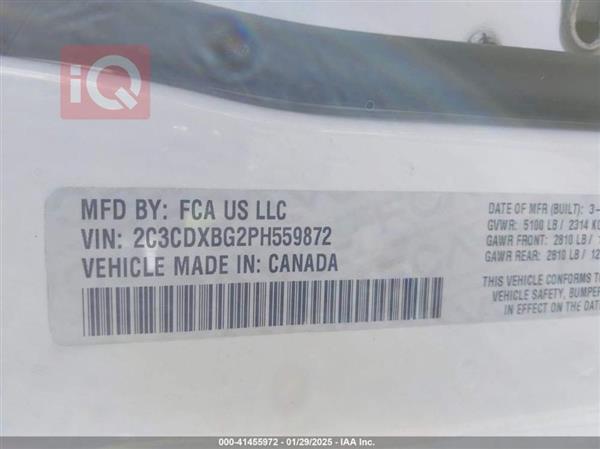 iQ
MFD BY: FCA US LLC
VIN: 2C3CDXBG2PH559872
VEHICLE MADE IN: CANADA
DATE OF MFR (BUILT): 3-
GVWR: 5100 LB / 2314 KG
GAWR FRONT: 2810 LB /
GAWR REAR: 2810 LB / 12
THIS VEHICLE CONFORMS T
VEHICLE SAFETY, BUMPER
IN EFFECT ON THE DAT
000-41455972 - 01/29/2025 - IAA Inc.